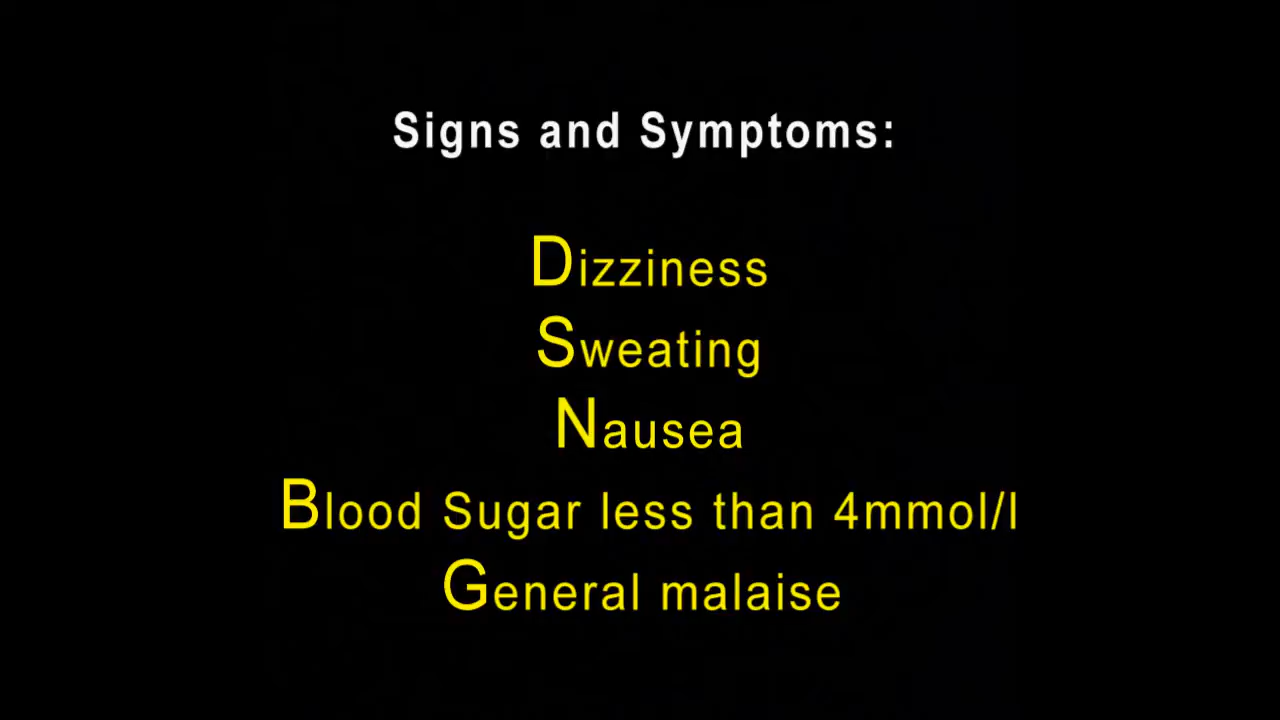 Signs and Symptoms:
Dizziness
Sweating
Nausea
Blood Sugar less than 4mmol/l
General malaise